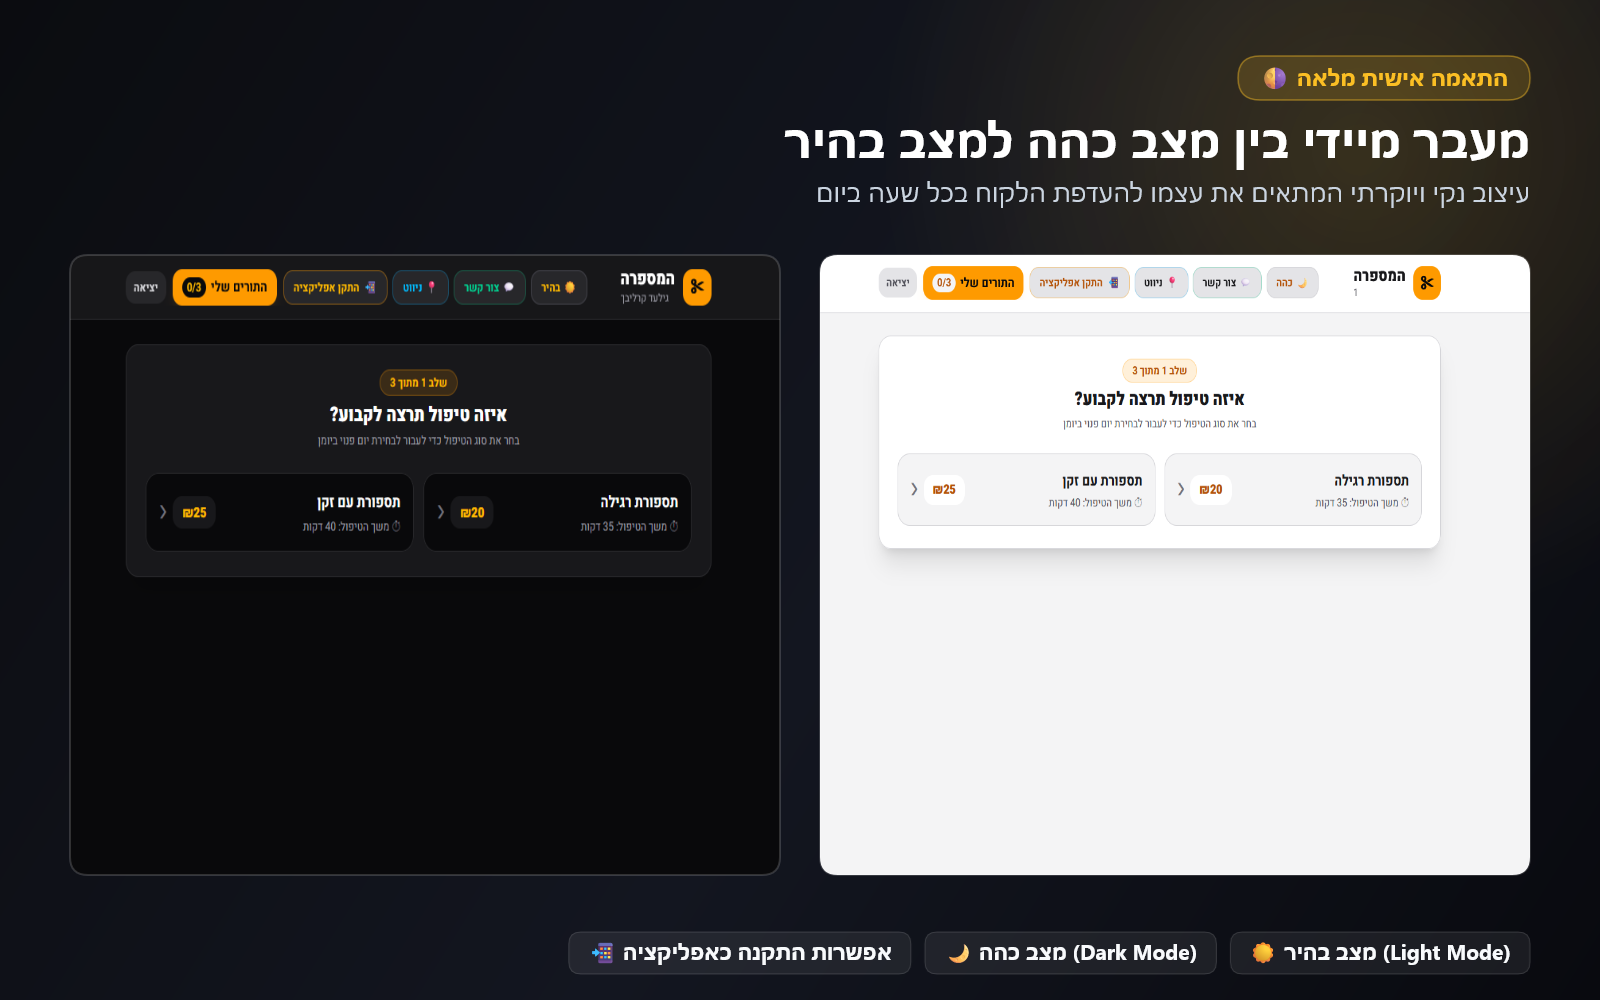 התאמה אישית מלאה
מעבר מיידי בין מצב כהה למצב בהיר
עיצוב נקי ויוקרתי המתאים את עצמו להעדפת הלקוח בכל שעה ביום
המספרה
1
כהה
צור קשר
ניווט
התקן אפליקציה
התורים שלי 0/3
יציאה
שלב 1 מתוך 3
איזה טיפול תרצה לקבוע?
בחר את סוג הטיפול כדי לעבור לבחירת יום פנוי ביומן
תספורת רגילה
משך הטיפול: 35 דקות
₪20
תספורת עם זקן
משך הטיפול: 40 דקות
₪25
המספרה
גילעד קרליבך
בהיר
צור קשר
ניווט
התקן אפליקציה
התורים שלי 0/3
יציאה
שלב 1 מתוך 3
איזה טיפול תרצה לקבוע?
בחר את סוג הטיפול כדי לעבור לבחירת יום פנוי ביומן
תספורת רגילה
משך הטיפול: 35 דקות
₪20
תספורת עם זקן
משך הטיפול: 40 דקות
₪25
מצב בהיר (Light Mode)
מצב כהה (Dark Mode)
אפשרות התקנה כאפליקציה